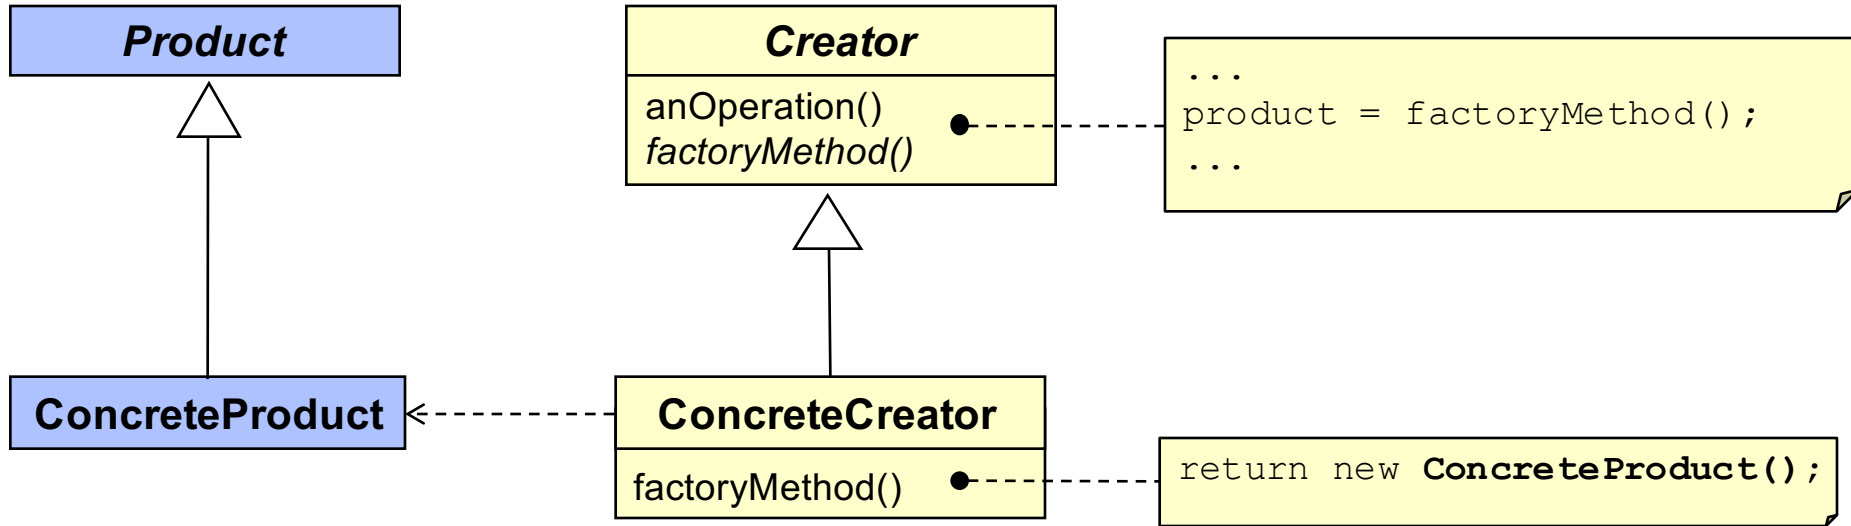 Product
Creator
anOperation()
factoryMethod()
...
product = factoryMethod();
...
ConcreteProduct
ConcreteCreator
factoryMethod()
return new ConcreteProduct();